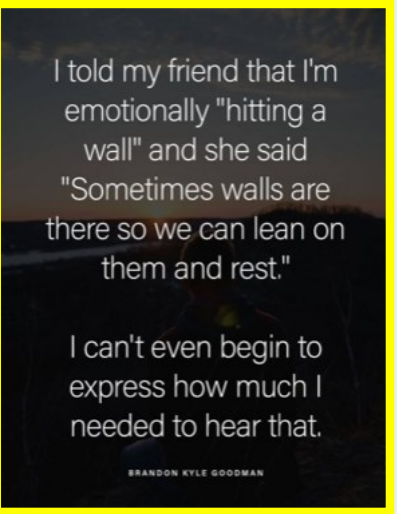 I told my friend that I'm
emotionally "hitting a
wall" and she said
"Sometimes walls are
there so we can lean on
them and rest."
I can't even begin to
express how much I
needed to hear that.
BRANDON KYLE GOODMAN